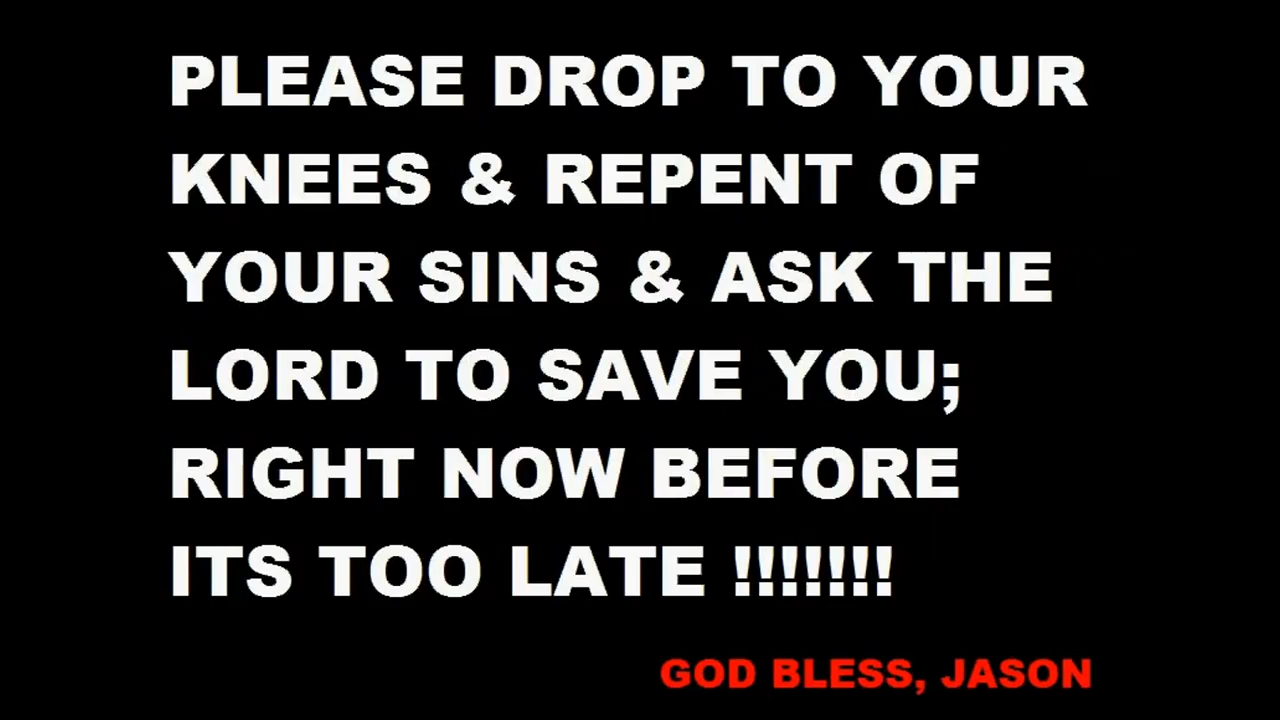 PLEASE DROP TO YOUR
KNEES & REPENT OF
YOUR SINS & ASK THE
LORD TO SAVE YOU;
RIGHT NOW BEFORE
ITS TOO LATE !!!!!!!
GOD BLESS, JASON